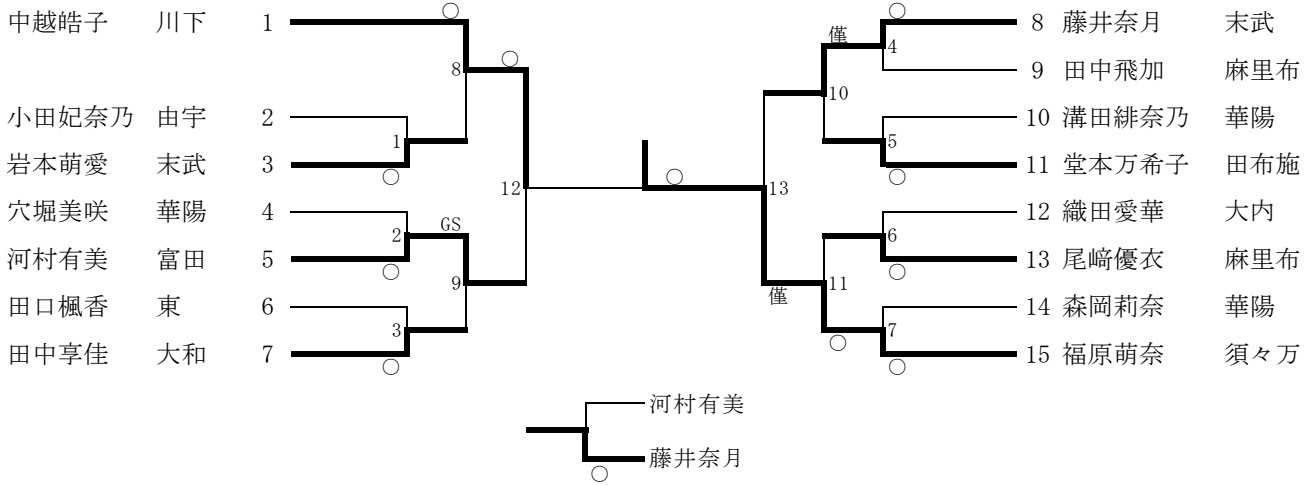 ○ ○
中越皓子 川下 1 僅 8 藤井奈月 末武
○ 4
8 9 田中飛加 麻里布
10
小田妃奈乃 由宇 2 10 溝田緋奈乃 華陽
1 5
岩本萌愛 末武 3 11 堂本万希子 田布施
○ ○ ○
12 13
穴堀美咲 華陽 4 12 織田愛華 大内
GS
2 6
河村有美 富田 5 13 尾﨑優衣 麻里布
○ ○
9 11
僅
田口楓香 東 6 14 森岡莉奈 華陽
3 7
○
田中享佳 大和 7 15 福原萌奈 須々万
○ ○
河村有美
藤井奈月
○